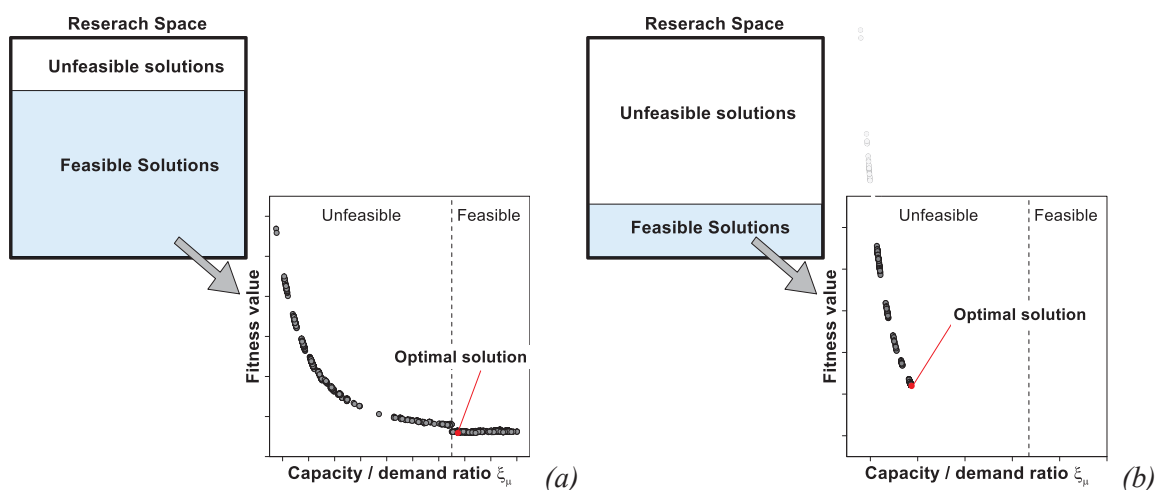 Reserach Space
Unfeasible solutions
Feasible Solutions
Unfeasible
Feasible
Fitness value
Optimal solution
Capacity / demand ratio ξμ
(a)
Reserach Space
Unfeasible solutions
Feasible Solutions
Unfeasible
Feasible
Fitness value
Optimal solution
Capacity / demand ratio ξμ
(b)